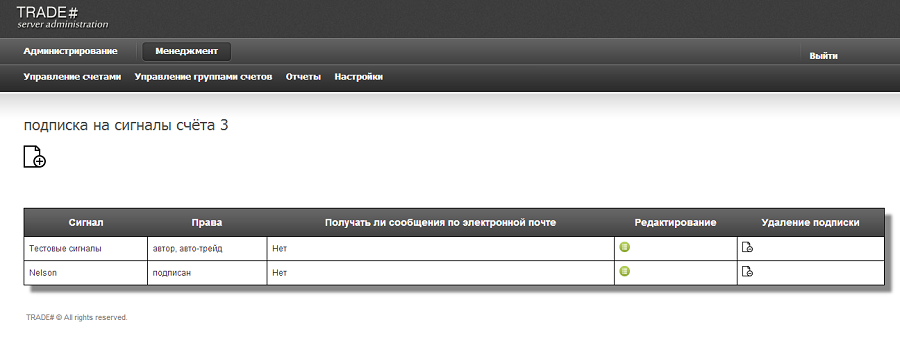 TRADE#
server administration
Администрирование Менеджмент Выйти
Управление счетами Управление группами счетов Отчеты Настройки
подписка на сигналы счёта 3
Сигнал Права Получать ли сообщения по электронной почте Редактирование Удаление подписки
Тестовые сигналы автор, авто-трейд Нет
Nelson подписан Нет
TRADE# © All rights reserved.